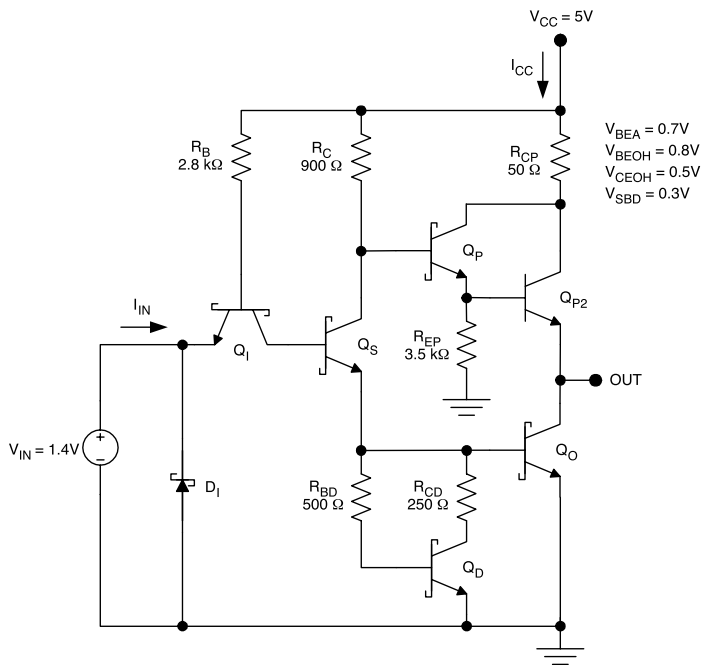 V_CC = 5V
I_CC
R_B
2.8 kΩ
R_C
900 Ω
R_CP
50 Ω
V_BEA = 0.7V
V_BEOH = 0.8V
V_CEOH = 0.5V
V_SBD = 0.3V
Q_P
Q_P2
I_IN
Q_I
Q_S
R_EP
3.5 kΩ
OUT
V_IN = 1.4V
+
–
D_I
R_BD
500 Ω
R_CD
250 Ω
Q_O
Q_D